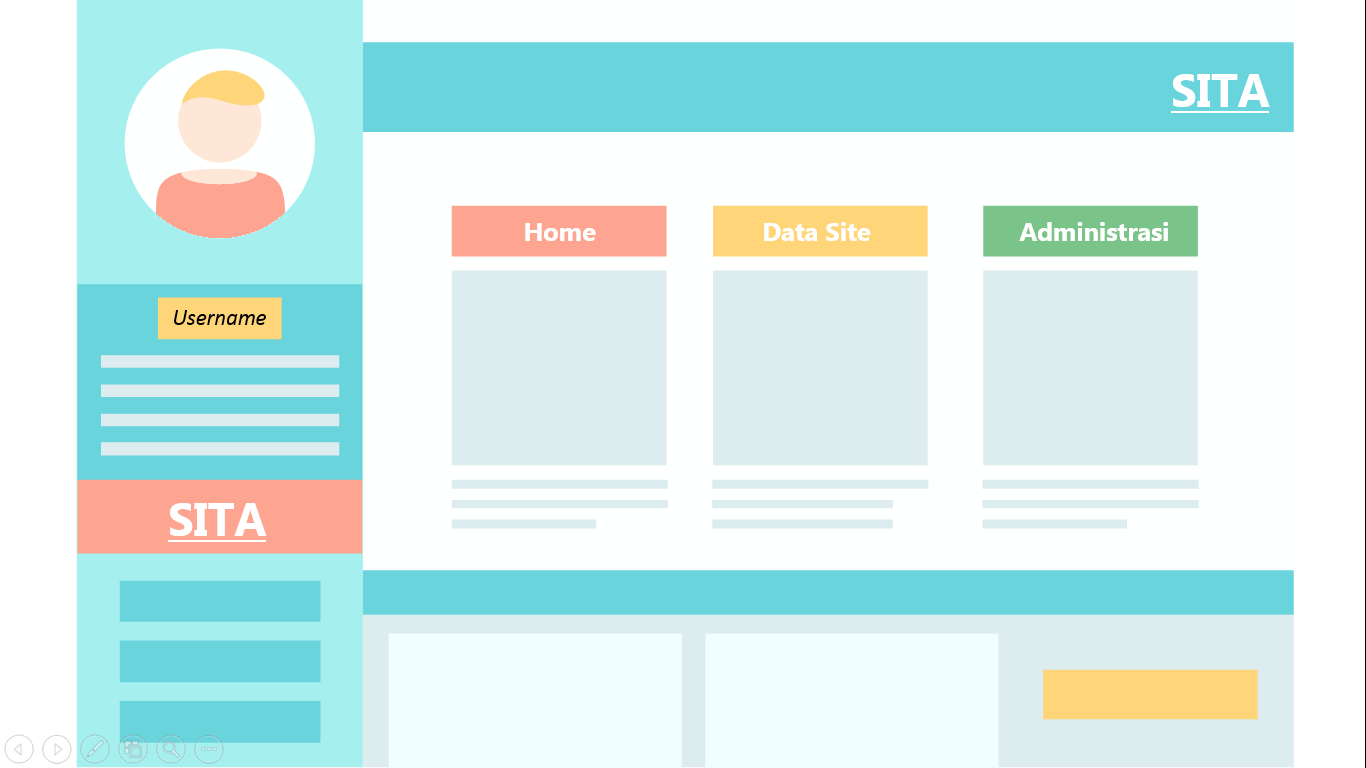 SITA
Home
Data Site
Administrasi
Username
SITA